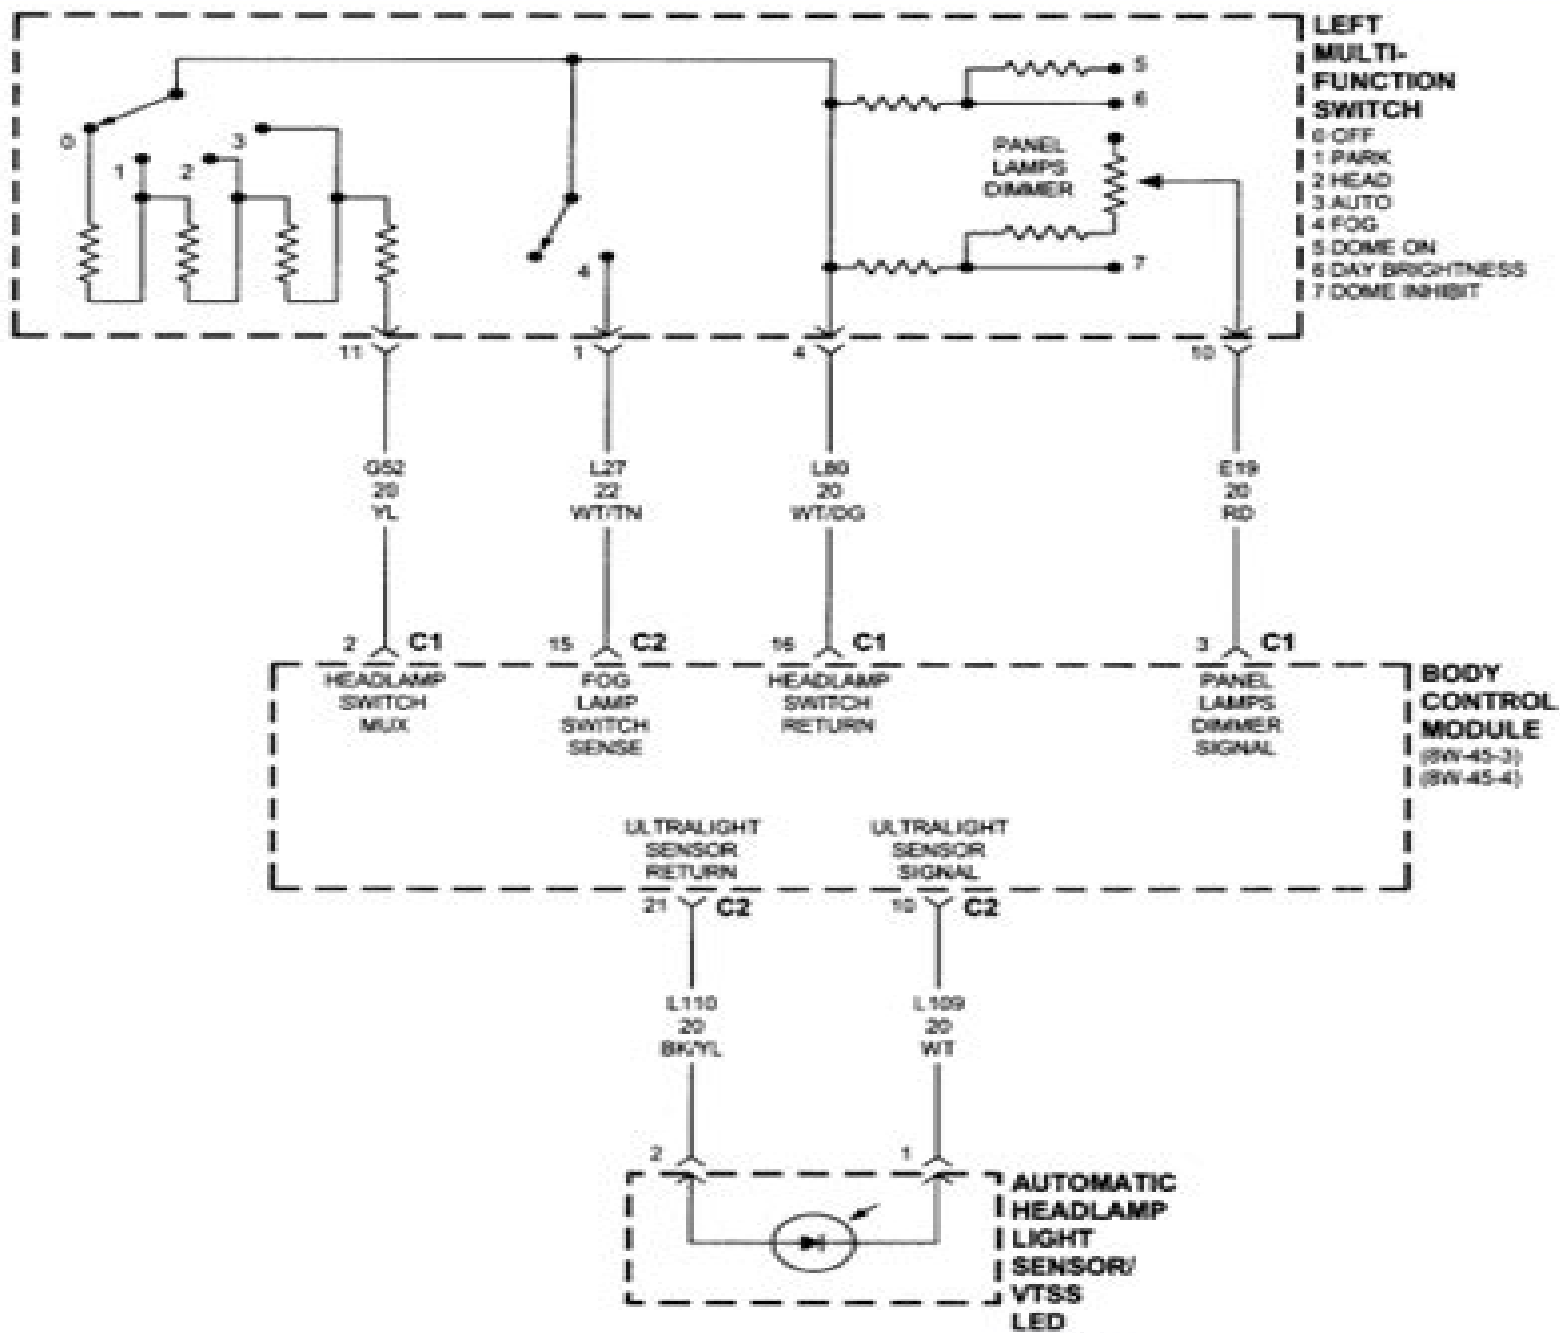 LEFT
MULTI-
FUNCTION
SWITCH
0 OFF
1 PARK
2 HEAD
3 AUTO
4 FOG
5 DOME ON
6 DAY BRIGHTNESS
7 DOME INHIBIT
0
1
2
3
4
5
6
PANEL
LAMPS
DIMMER
7
11
1
4
10
G52
20
YL
L27
22
WT/TN
L80
20
WT/DG
E19
20
RD
2 C1
15 C2
16 C1
3 C1
HEADLAMP
SWITCH
MUX
FOG
LAMP
SWITCH
SENSE
HEADLAMP
SWITCH
RETURN
PANEL
LAMPS
DIMMER
SIGNAL
BODY
CONTROL
MODULE
(8W-45-3)
(8W-45-4)
ULTRALIGHT
SENSOR
RETURN
ULTRALIGHT
SENSOR
SIGNAL
21 C2
10 C2
L110
20
BK/YL
L109
20
WT
2
1
AUTOMATIC
HEADLAMP
LIGHT
SENSOR/
VTSS
LED